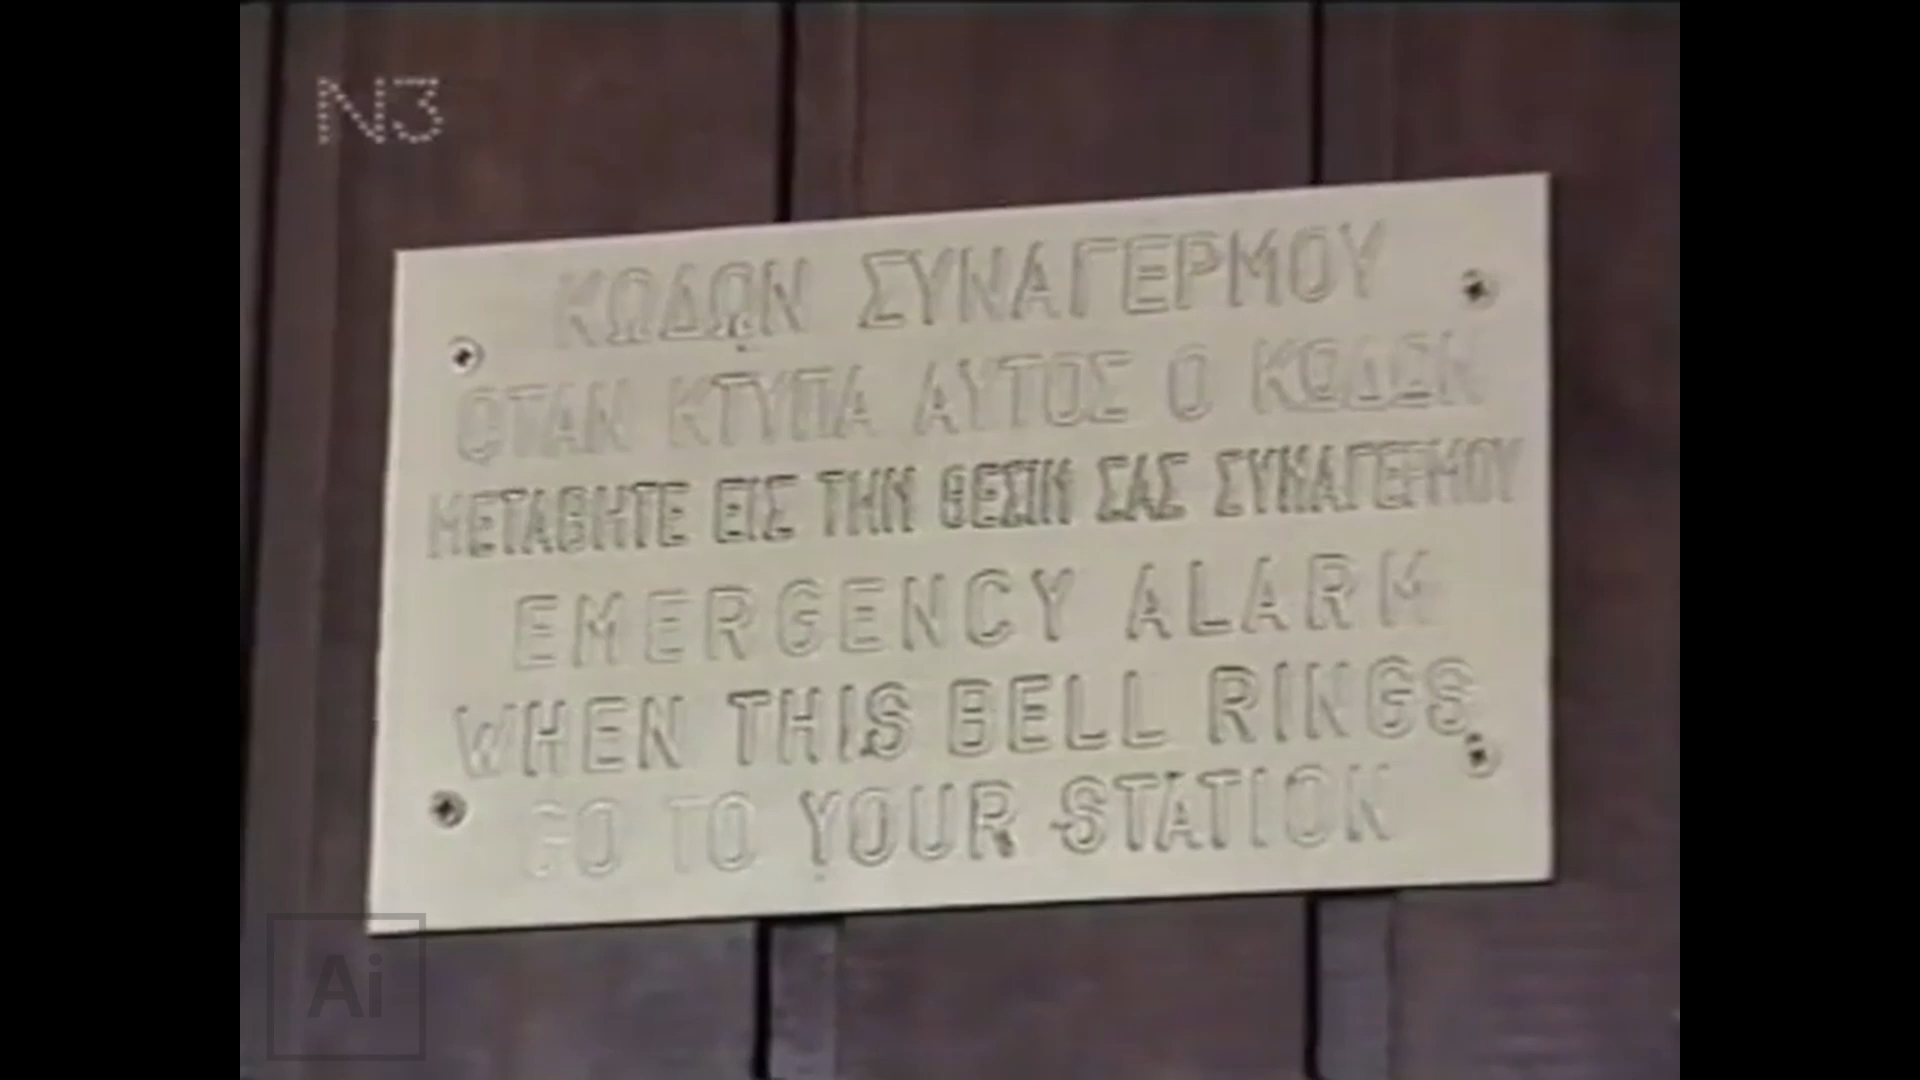 N3
ΚΩΔΩΝ ΣΥΝΑΓΕΡΜΟΥ
ΟΤΑΝ ΚΤΥΠΑ ΑΥΤΟΣ Ο ΚΩΔΩΝ
ΜΕΤΑΒΗΤΕ ΕΙΣ ΤΗΝ ΘΕΣΙΝ ΣΑΣ ΣΥΝΑΓΕΡΜΟΥ
EMERGENCY ALARM
WHEN THIS BELL RINGS
GO TO YOUR STATION
Ai